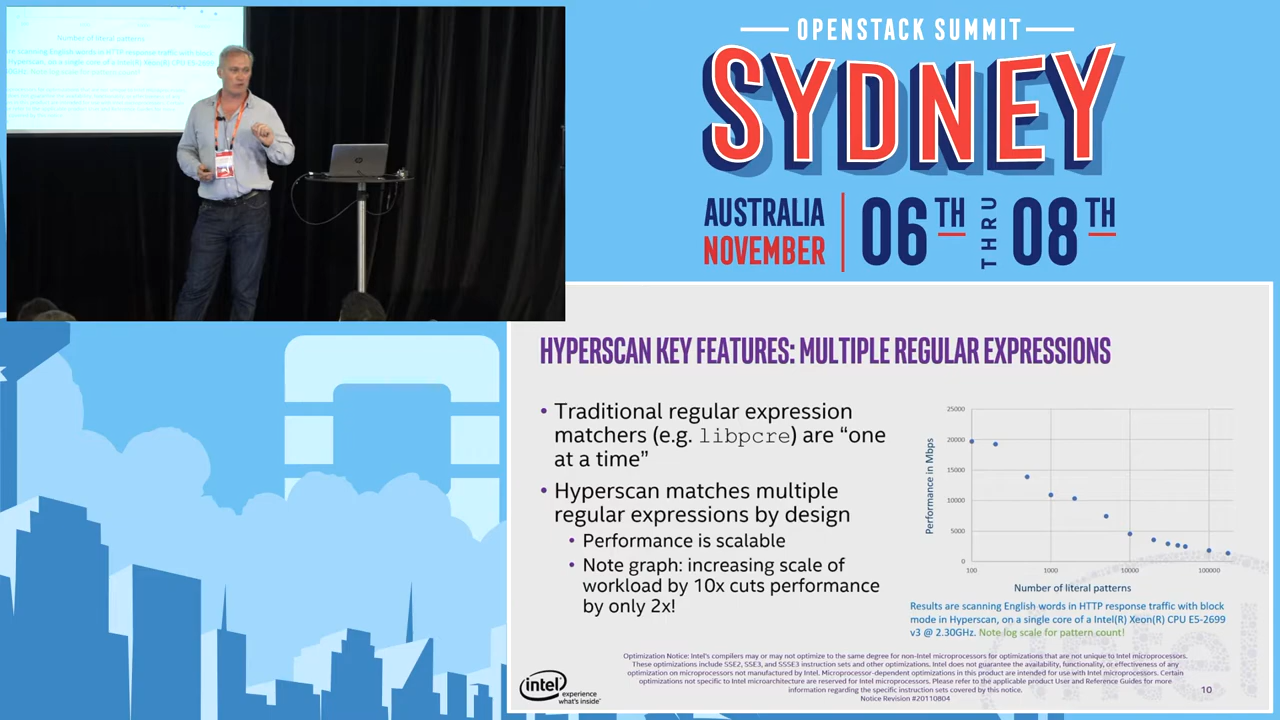 Number of literal patterns
OPENSTACK SUMMIT
SYDNEY
AUSTRALIA
NOVEMBER
06TH THRU 08TH
HYPERSCAN KEY FEATURES: MULTIPLE REGULAR EXPRESSIONS
• Traditional regular expression
matchers (e.g. libpcre) are “one
at a time”
• Hyperscan matches multiple
regular expressions by design
• Performance is scalable
• Note graph: increasing scale of
workload by 10x cuts performance
by only 2x!
Performance in Mbps
25000
20000
15000
10000
5000
0
100 1000 10000 100000
Number of literal patterns
Results are scanning English words in HTTP response traffic with block
mode in Hyperscan, on a single core of a Intel(R) Xeon(R) CPU E5-2699
v3 @ 2.30GHz. Note log scale for pattern count!
Optimization Notice: Intel's compilers may or may not optimize to the same degree for non-Intel microprocessors for optimizations that are not unique to Intel microprocessors.
These optimizations include SSE2, SSE3, and SSSE3 instruction sets and other optimizations. Intel does not guarantee the availability, functionality, or effectiveness of any
optimization on microprocessors not manufactured by Intel. Microprocessor-dependent optimizations in this product are intended for use with Intel microprocessors. Certain
optimizations not specific to Intel microarchitecture are reserved for Intel microprocessors. Please refer to the applicable product User and Reference Guides for more
information regarding the specific instruction sets covered by this notice.
Notice Revision #20110804
intel experience
what's inside™
10